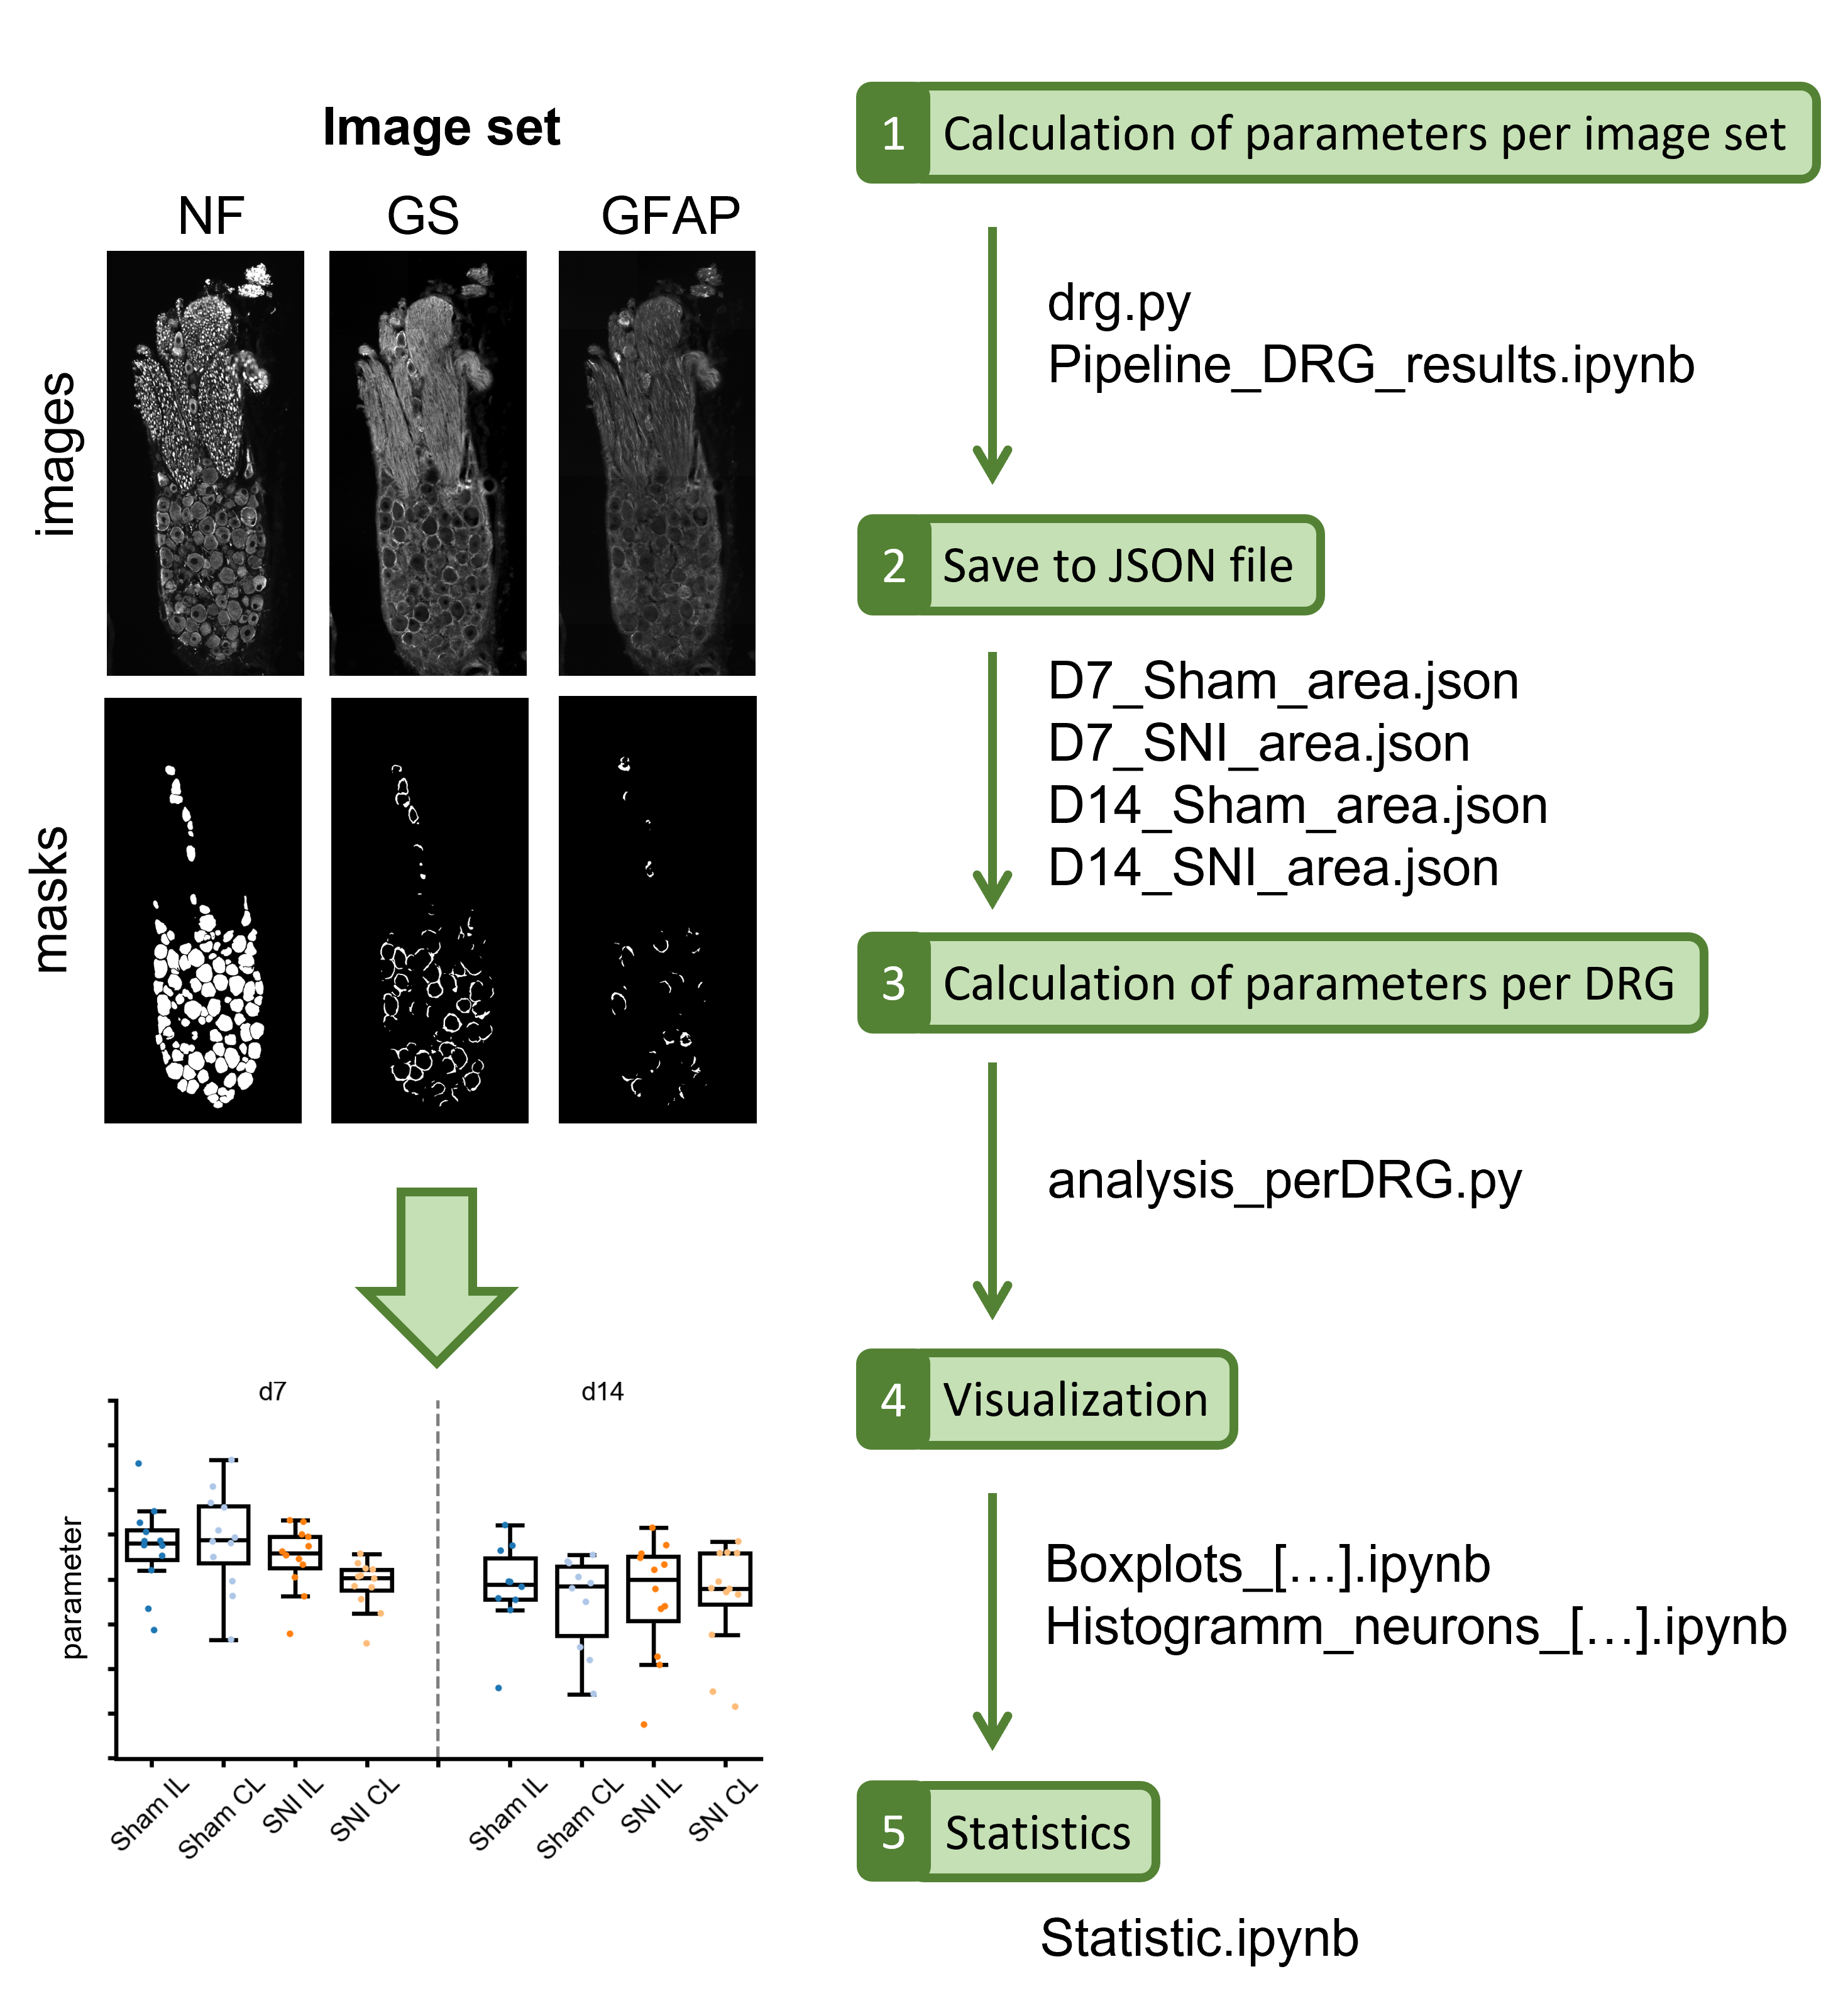 Image set
NF
GS
GFAP
images
masks
d7
d14
parameter
Sham IL
Sham CL
SNI IL
SNI CL
Sham IL
Sham CL
SNI IL
SNI CL
1 Calculation of parameters per image set
drg.py
Pipeline_DRG_results.ipynb
2 Save to JSON file
D7_Sham_area.json
D7_SNI_area.json
D14_Sham_area.json
D14_SNI_area.json
3 Calculation of parameters per DRG
analysis_perDRG.py
4 Visualization
Boxplots_[…].ipynb
Histogramm_neurons_[…].ipynb
5 Statistics
Statistic.ipynb